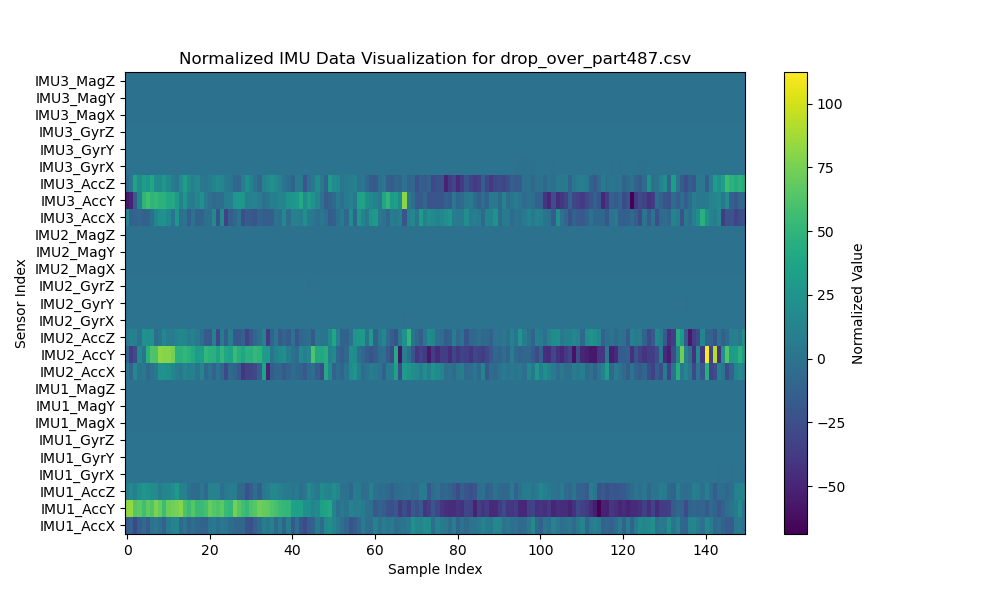 Normalized IMU Data Visualization for drop_over_part487.csv
IMU3_MagZ
IMU3_MagY
IMU3_MagX
IMU3_GyrZ
IMU3_GyrY
IMU3_GyrX
IMU3_AccZ
IMU3_AccY
IMU3_AccX
IMU2_MagZ
IMU2_MagY
IMU2_MagX
IMU2_GyrZ
IMU2_GyrY
IMU2_GyrX
IMU2_AccZ
IMU2_AccY
IMU2_AccX
IMU1_MagZ
IMU1_MagY
IMU1_MagX
IMU1_GyrZ
IMU1_GyrY
IMU1_GyrX
IMU1_AccZ
IMU1_AccY
IMU1_AccX
Sensor Index
0 20 40 60 80 100 120 140
Sample Index
100
75
50
25
0
−25
−50
Normalized Value